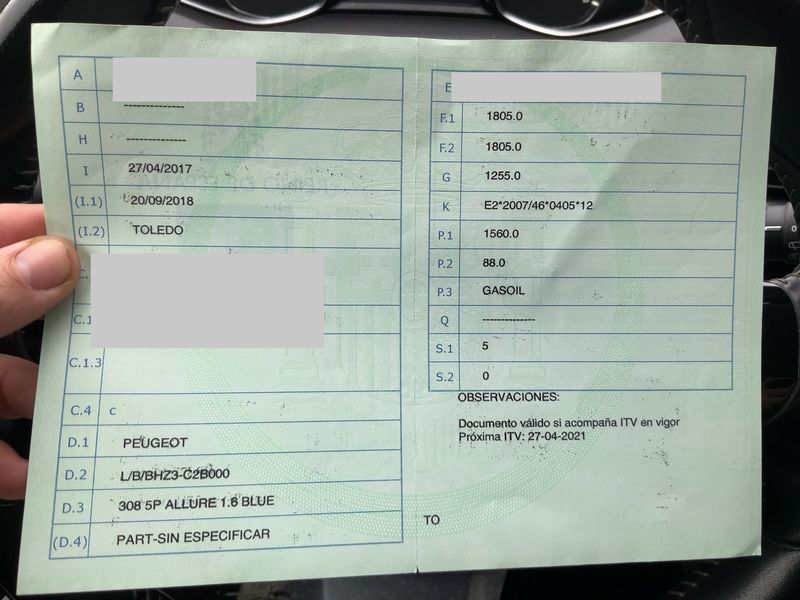 A
B --------------
H --------------
I 27/04/2017
(I.1) 20/09/2018
(I.2) TOLEDO
C.
C.1
C.1.3
C.4 c
D.1 PEUGEOT
D.2 L/B/BHZ3-C2B000
D.3 308 5P ALLURE 1.6 BLUE
(D.4) PART-SIN ESPECIFICAR
E
F.1 1805.0
F.2 1805.0
G 1255.0
K E2*2007/46*0405*12
P.1 1560.0
P.2 88.0
P.3 GASOIL
Q --------------
S.1 5
S.2 0
OBSERVACIONES:
Documento válido si acompaña ITV en vigor
Próxima ITV: 27-04-2021
TO